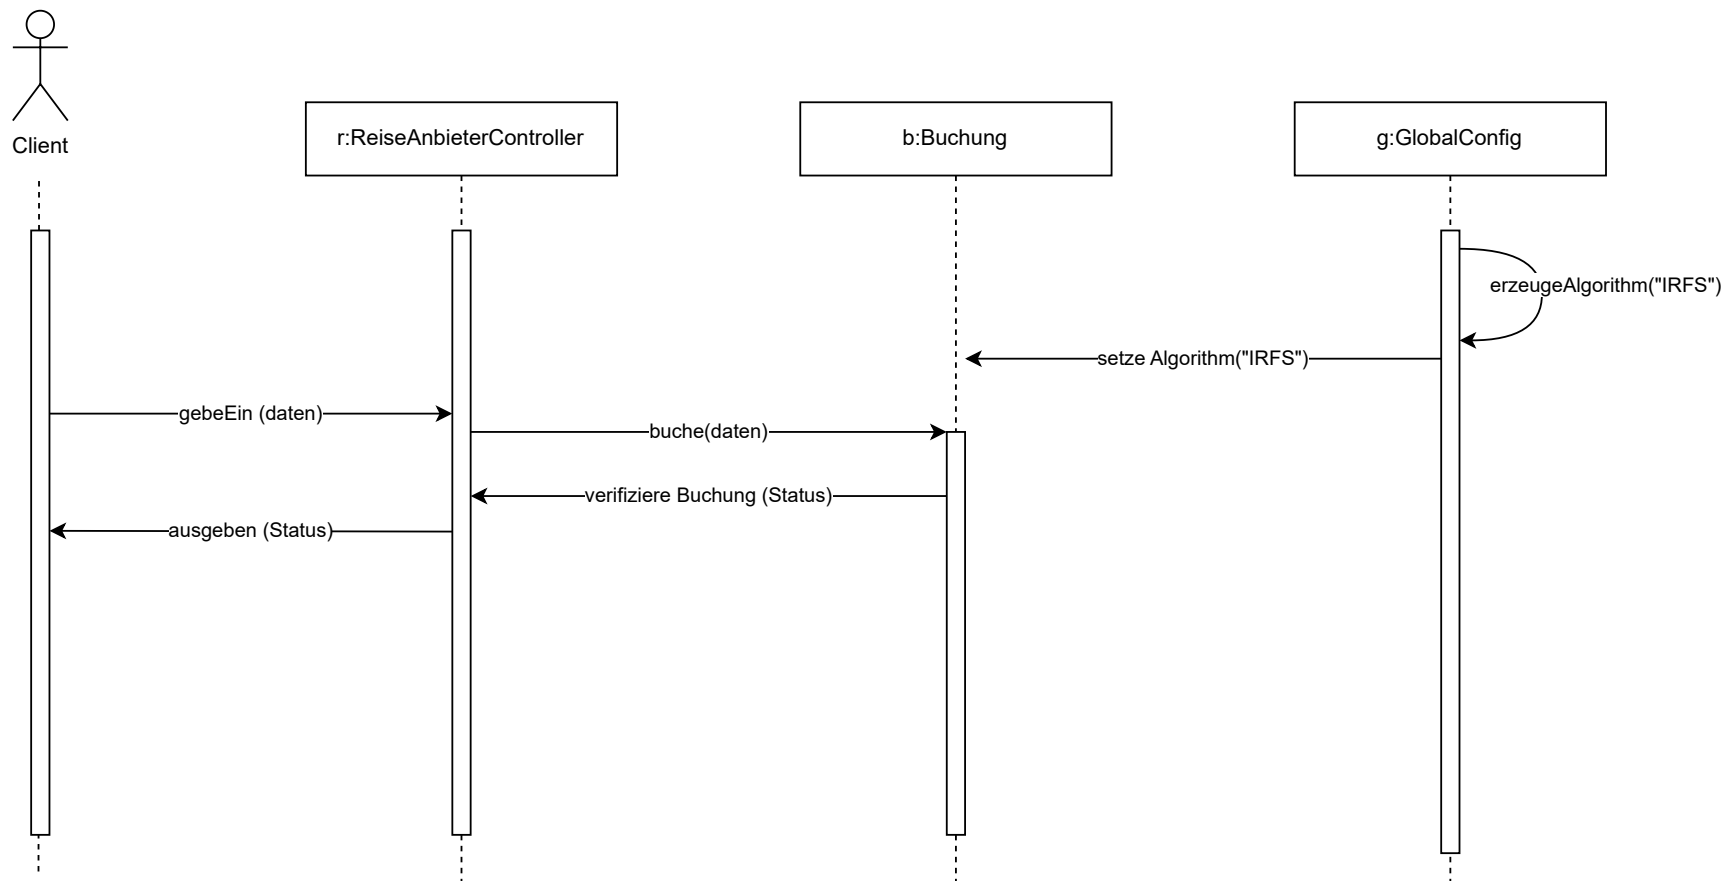 Client
r:ReiseAnbieterController
b:Buchung
g:GlobalConfig
erzeugeAlgorithm("IRFS")
setze Algorithm("IRFS")
gebeEin (daten)
buche(daten)
verifiziere Buchung (Status)
ausgeben (Status)